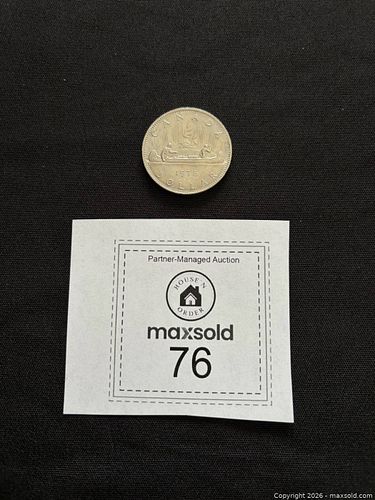 CANADA
DOLLAR
Partner-Managed Auction
HOUSE'N
ORDER
maxsold
76
Copyright 2026 - maxsold.com